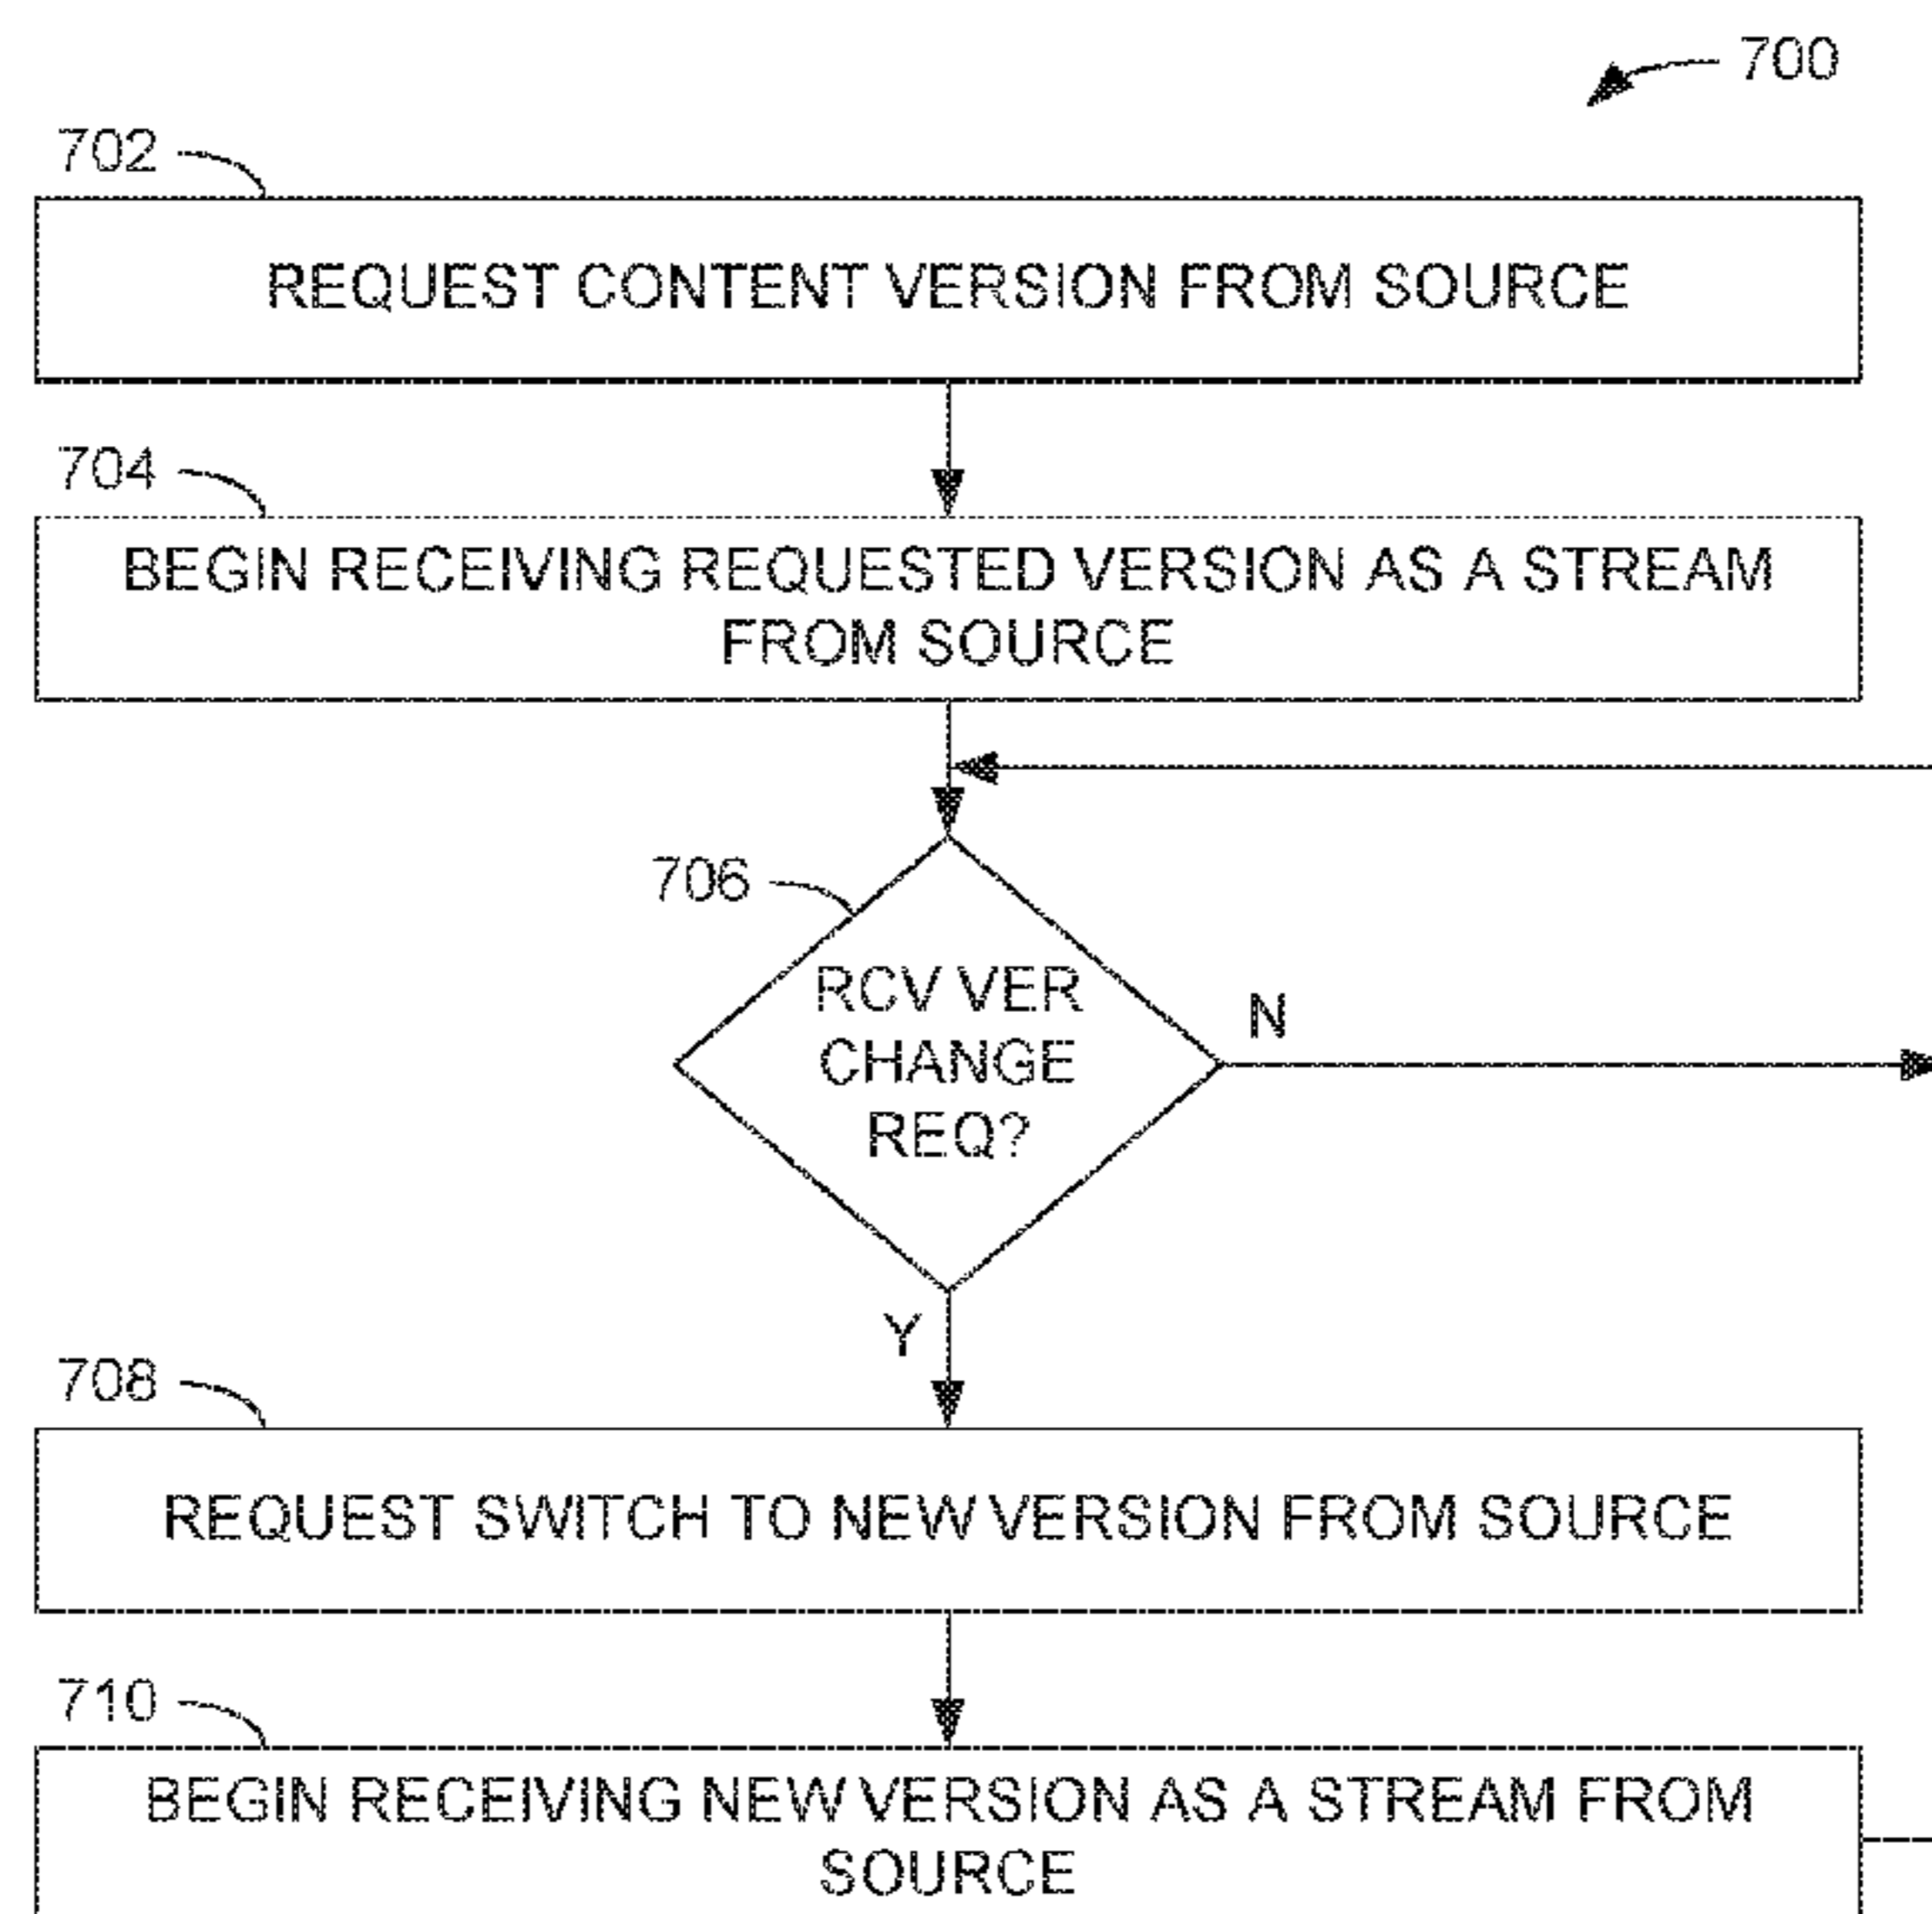 700
702
REQUEST CONTENT VERSION FROM SOURCE
704
BEGIN RECEIVING REQUESTED VERSION AS A STREAM
FROM SOURCE
706
RCV VER
CHANGE
REQ?
N
Y
708
REQUEST SWITCH TO NEW VERSION FROM SOURCE
710
BEGIN RECEIVING NEW VERSION AS A STREAM FROM
SOURCE